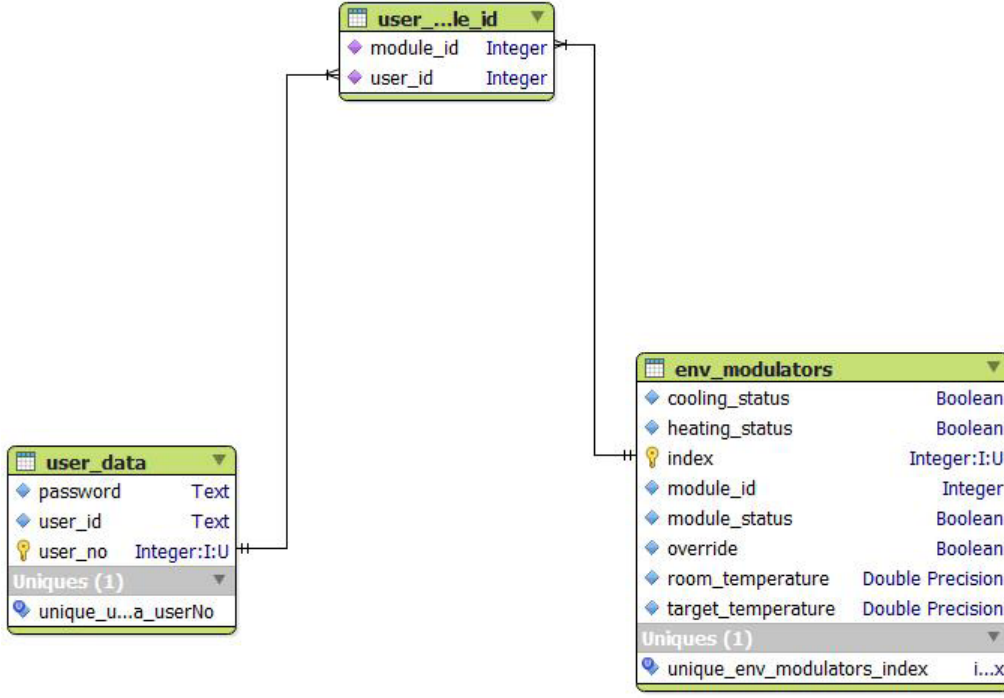 user_...le_id
module_id Integer
user_id Integer
env_modulators
cooling_status Boolean
heating_status Boolean
index Integer:I:U
module_id Integer
module_status Boolean
override Boolean
room_temperature Double Precision
target_temperature Double Precision
Uniques (1)
unique_env_modulators_index i...x
user_data
password Text
user_id Text
user_no Integer:I:U
Uniques (1)
unique_u...a_userNo